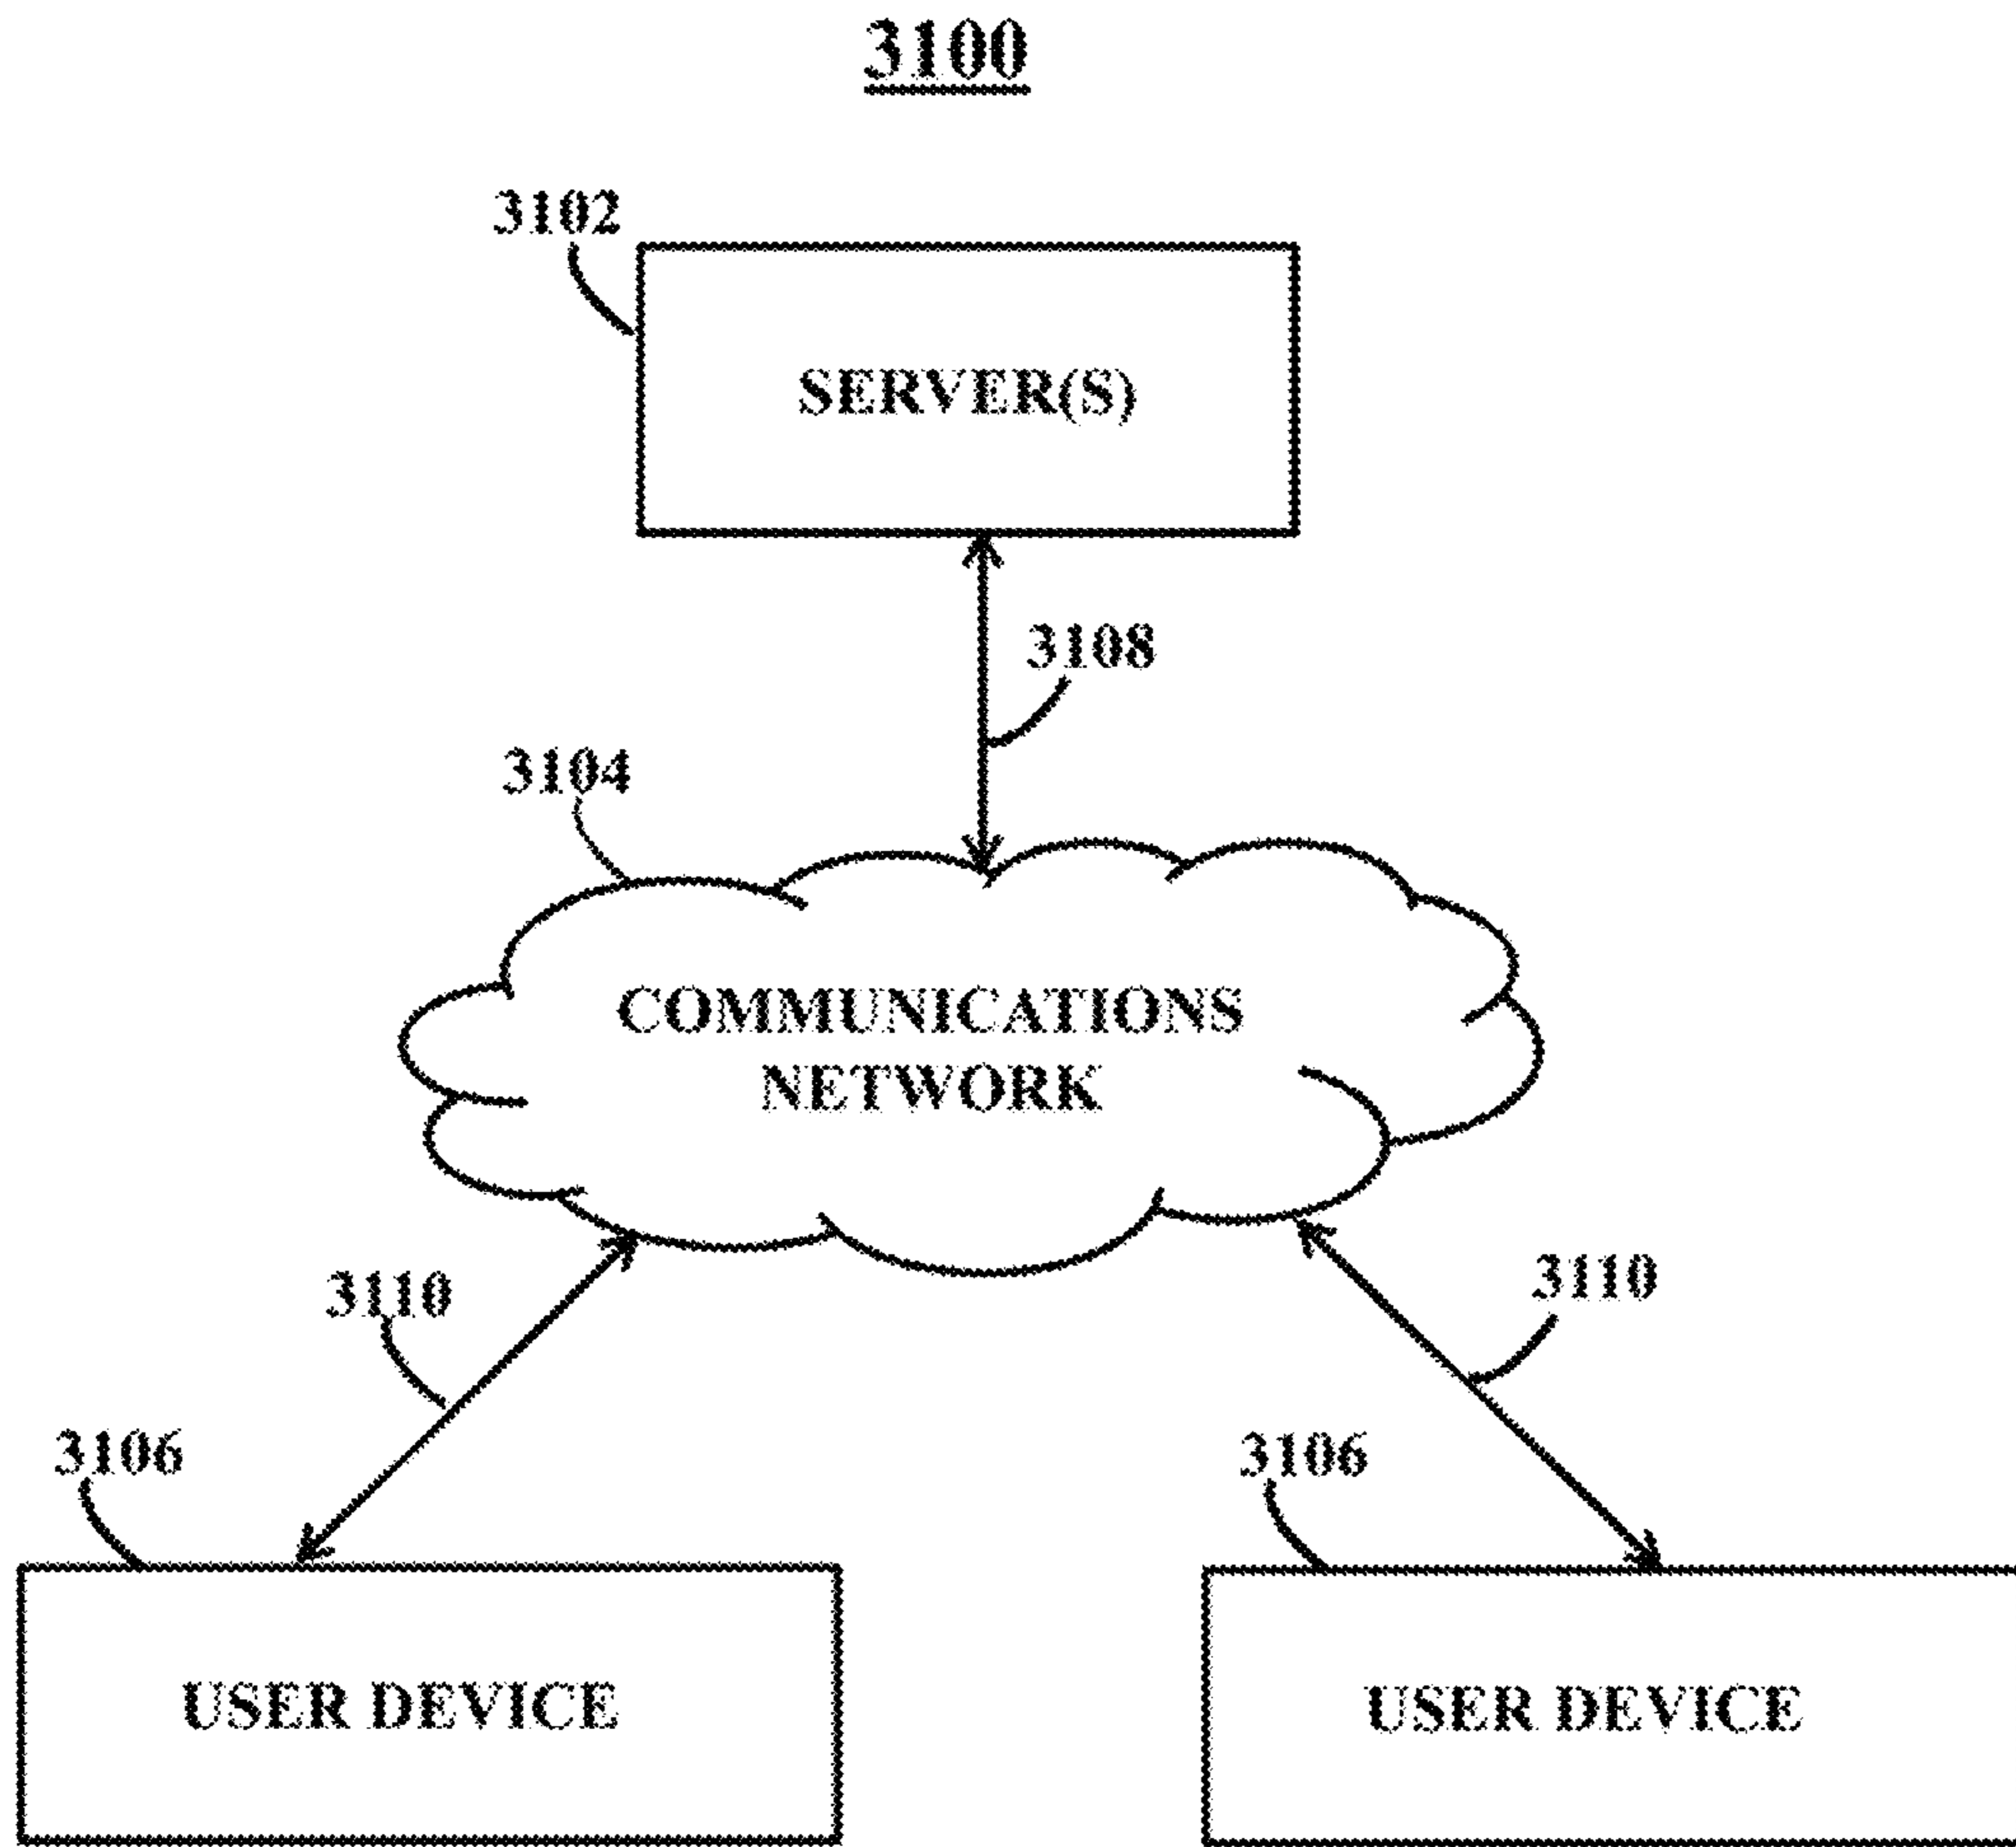 3100
3102
SERVER(S)
3108
3104
COMMUNICATIONS
NETWORK
3110
3110
3106
3106
USER DEVICE
USER DEVICE